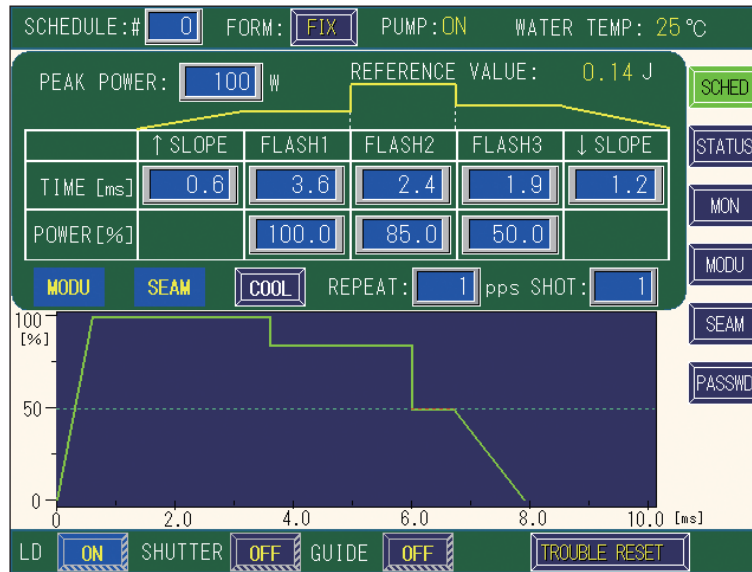 SCHEDULE:# 0 FORM: FIX PUMP:ON WATER TEMP: 25℃
PEAK POWER: 100 W REFERENCE VALUE: 0.14 J
SCHED
↑SLOPE FLASH1 FLASH2 FLASH3 ↓SLOPE
STATUS
TIME [ms] 0.6 3.6 2.4 1.9 1.2
MON
POWER[%] 100.0 85.0 50.0
MODU
MODU SEAM COOL REPEAT: 1 pps SHOT: 1
100
[%]
SEAM
PASSWD
50
0
0 2.0 4.0 6.0 8.0 10.0 [ms]
LD ON SHUTTER OFF GUIDE OFF TROUBLE RESET